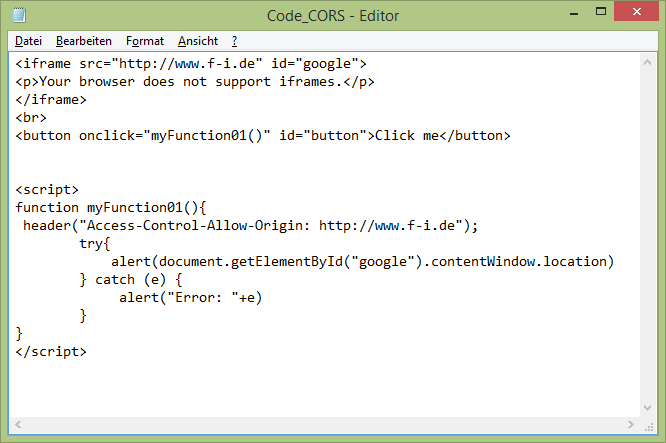 Code_CORS - Editor
Datei Bearbeiten Format Ansicht ?
<iframe src="http://www.f-i.de" id="google">
<p>Your browser does not support iframes.</p>
</iframe>
<br>
<button onclick="myFunction01()" id="button">Click me</button>
<script>
function myFunction01(){
header("Access-Control-Allow-Origin: http://www.f-i.de");
try{
alert(document.getElementById("google").contentWindow.location)
} catch (e) {
alert("Error: "+e)
}
}
</script>